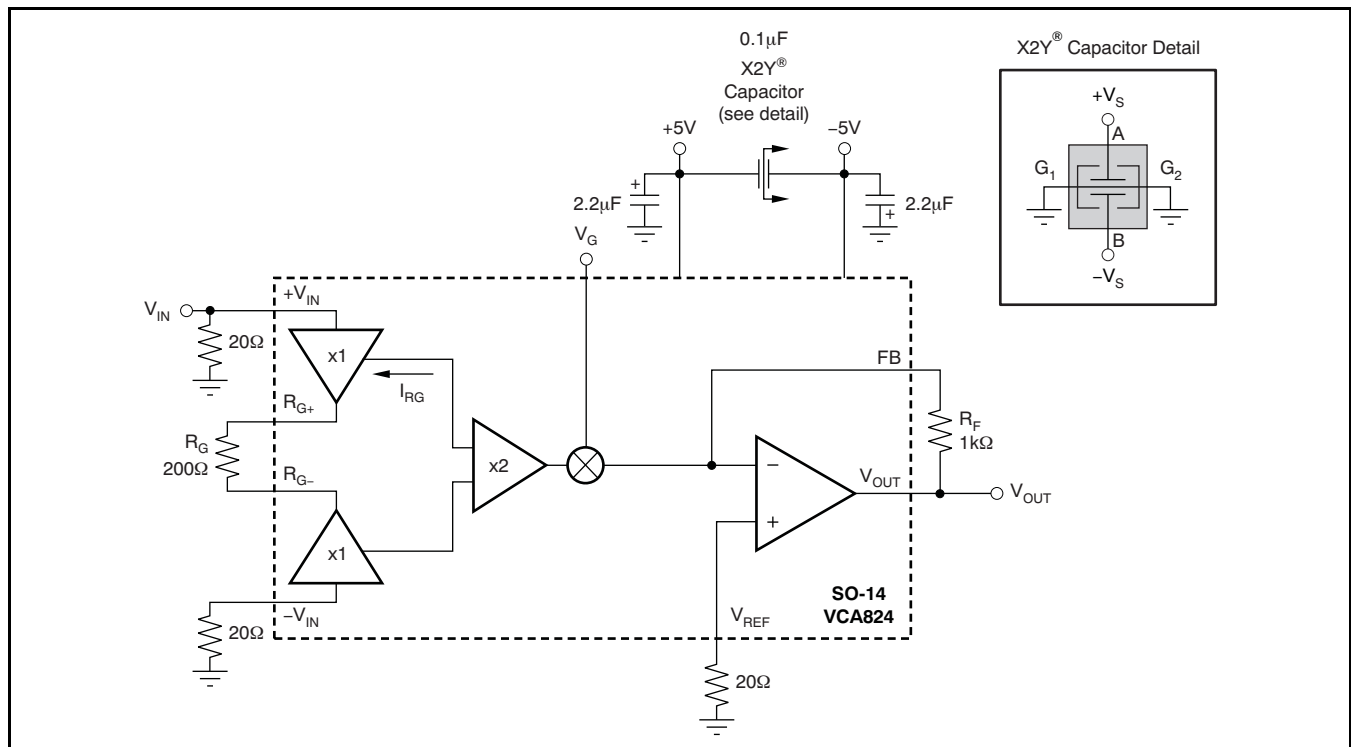 0.1μF
X2Y®
Capacitor
(see detail)
+5V
−5V
+
2.2μF
2.2μF
+
X2Y® Capacitor Detail
+VS
A
G1
G2
B
−VS
VG
VIN
+VIN
20Ω
x1
IRG
RG+
RG
200Ω
RG−
x2
x1
−VIN
20Ω
FB
RF
1kΩ
−
+
VOUT
VOUT
VREF
20Ω
SO-14
VCA824